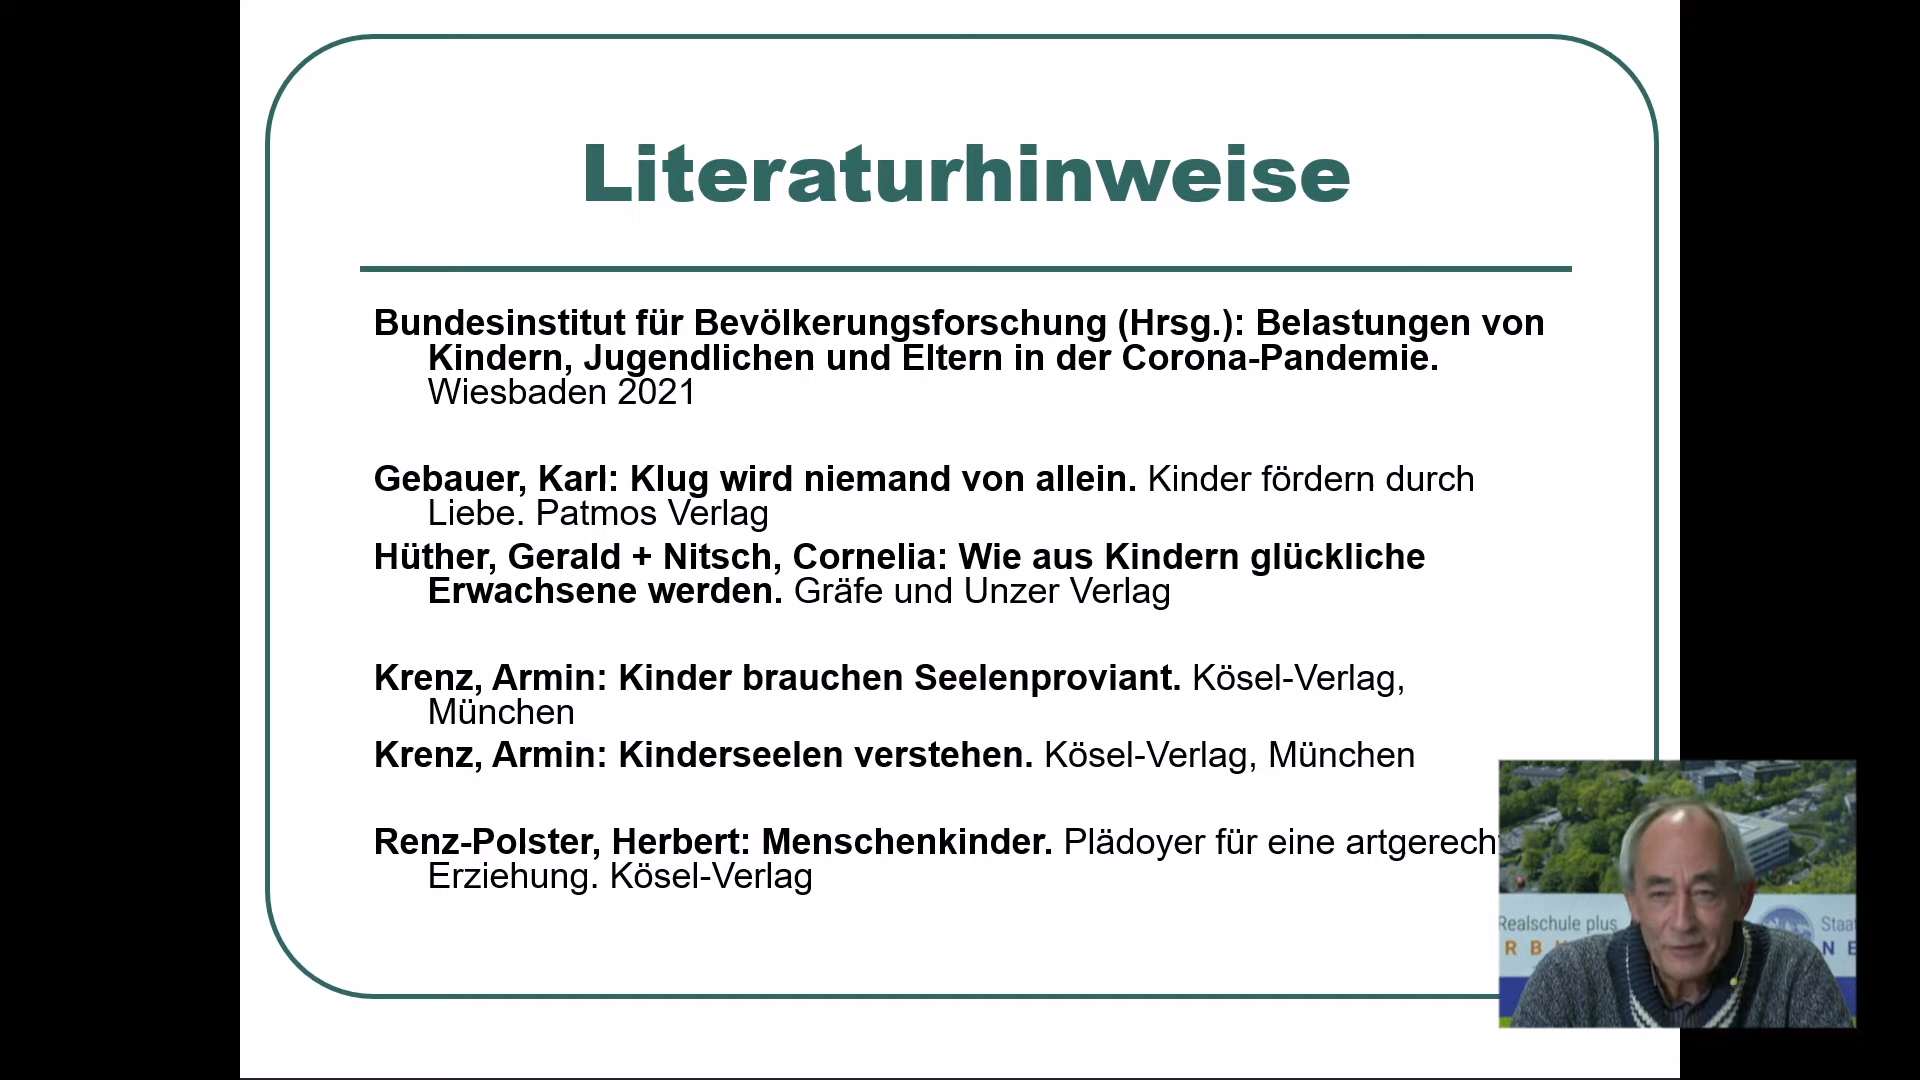 Literaturhinweise
Bundesinstitut für Bevölkerungsforschung (Hrsg.): Belastungen von
Kindern, Jugendlichen und Eltern in der Corona-Pandemie.
Wiesbaden 2021
Gebauer, Karl: Klug wird niemand von allein. Kinder fördern durch
Liebe. Patmos Verlag
Hüther, Gerald + Nitsch, Cornelia: Wie aus Kindern glückliche
Erwachsene werden. Gräfe und Unzer Verlag
Krenz, Armin: Kinder brauchen Seelenproviant. Kösel-Verlag,
München
Krenz, Armin: Kinderseelen verstehen. Kösel-Verlag, München
Renz-Polster, Herbert: Menschenkinder. Plädoyer für eine
Erziehung. Kösel-Verlag
Realschule plus